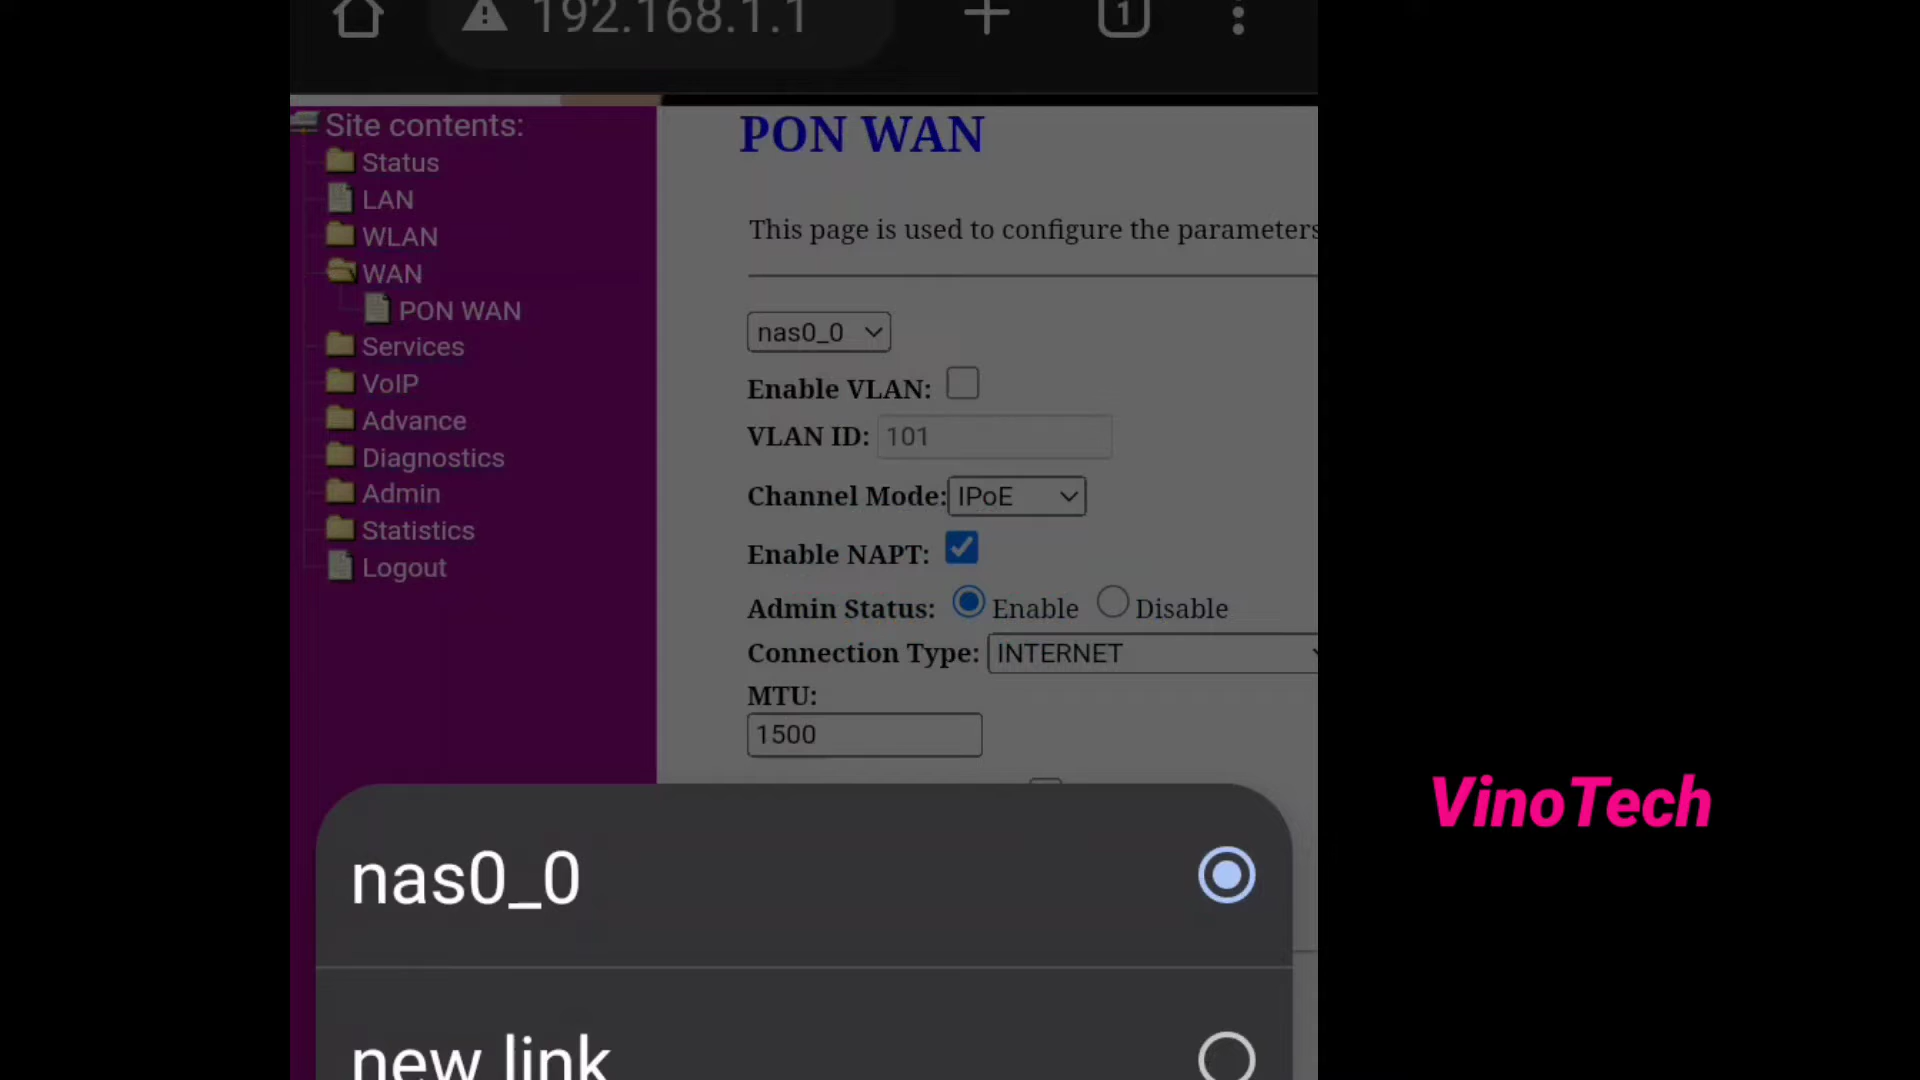 192.168.1.1
1
Site contents:
Status
LAN
WLAN
WAN
PON WAN
Services
VoIP
Advance
Diagnostics
Admin
Statistics
Logout
PON WAN
This page is used to configure the parameters
nas0_0
Enable VLAN:
VLAN ID: 101
Channel Mode: IPoE
Enable NAPT:
Admin Status: Enable Disable
Connection Type: INTERNET
MTU:
1500
VinoTech
nas0_0
new link